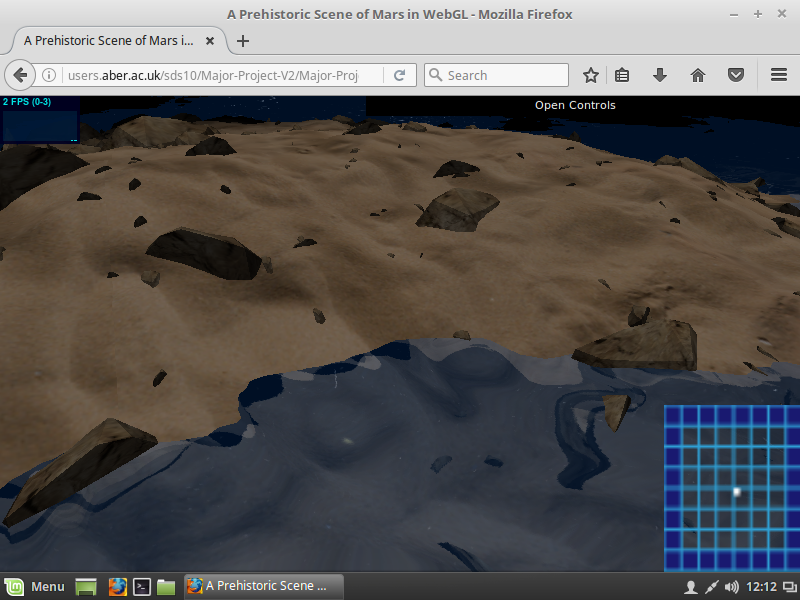 A Prehistoric Scene of Mars in WebGL - Mozilla Firefox
A Prehistoric Scene of Mars i...
users.aber.ac.uk/sds10/Major-Project-V2/Major-Proj
Search
2 FPS (0-3)
Open Controls
Menu
A Prehistoric Scene ...
12:12